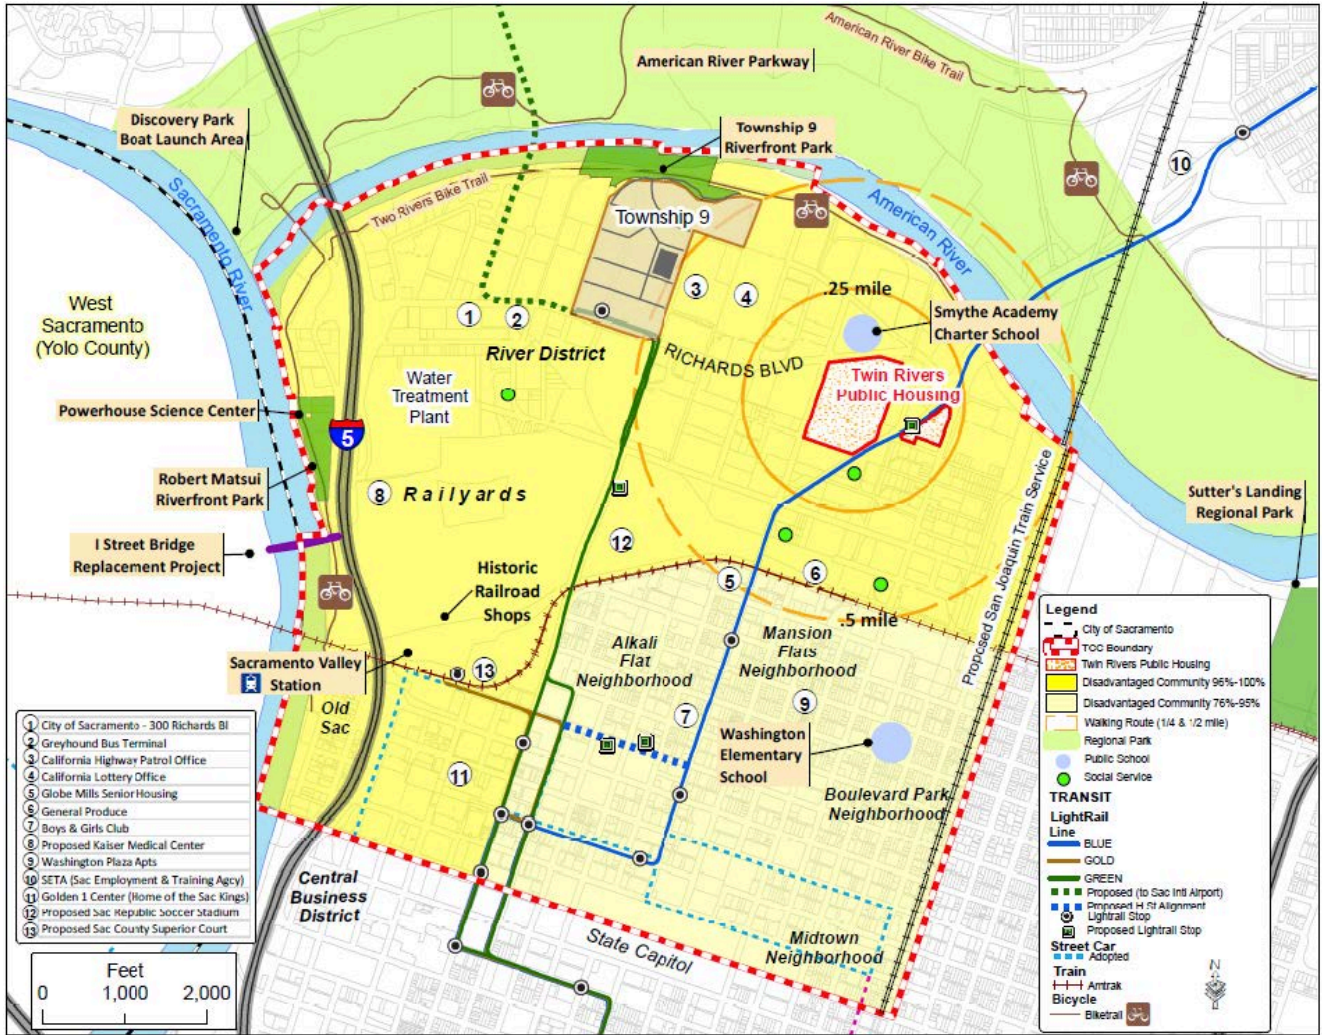 American River Bike Trail
American River Parkway
Discovery Park
Boat Launch Area
Township 9
Riverfront Park
10
Sacramento River
Two Rivers Bike Trail
Township 9
American River
West
Sacramento
(Yolo County)
3
4
.25 mile
1
2
Smythe Academy
Charter School
River District
RICHARDS BLVD
Water
Treatment
Plant
Twin Rivers
Public Housing
Powerhouse Science Center
5
Robert Matsui
Riverfront Park
8
Railyards
Proposed San Joaquin Train Service
Sutter's Landing
Regional Park
I Street Bridge
Replacement Project
12
Historic
Railroad
Shops
5
6
.5 mile
Alkali
Flat
Neighborhood
Mansion
Flats
Neighborhood
Sacramento Valley
Station
13
Old
Sac
7
9
Washington
Elementary
School
11
Boulevard Park
Neighborhood
Central
Business
District
State Capitol
Midtown
Neighborhood
1 City of Sacramento - 300 Richards Bl
2 Greyhound Bus Terminal
3 California Highway Patrol Office
4 California Lottery Office
5 Globe Mills Senior Housing
6 General Produce
7 Boys & Girls Club
8 Proposed Kaiser Medical Center
9 Washington Plaza Apts
10 SETA (Sac Employment & Training Agcy)
11 Golden 1 Center (Home of the Sac Kings)
12 Proposed Sac Republic Soccer Stadium
13 Proposed Sac County Superior Court
Feet
0 1,000 2,000
Legend
City of Sacramento
TCC Boundary
Twin Rivers Public Housing
Disadvantaged Community 96%-100%
Disadvantaged Community 76%-95%
Walking Route (1/4 & 1/2 mile)
Regional Park
Public School
Social Service
TRANSIT
LightRail
Line
BLUE
GOLD
GREEN
Proposed (to Sac Intl Airport)
Proposed H St Alignment
Lightrail Stop
Proposed Lightrail Stop
Street Car
Adopted
Train
Amtrak
Bicycle
Biketrail
N